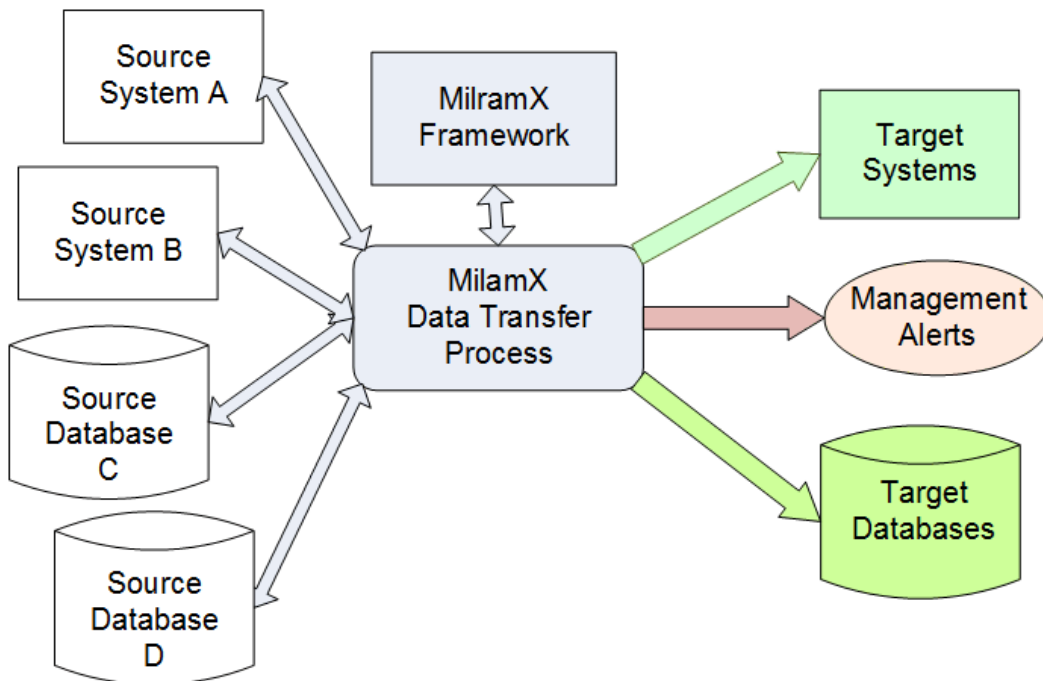 Source
System A
MilramX
Framework
Target
Systems
Source
System B
MilamX
Data Transfer
Process
Management
Alerts
Source
Database
C
Target
Databases
Source
Database
D